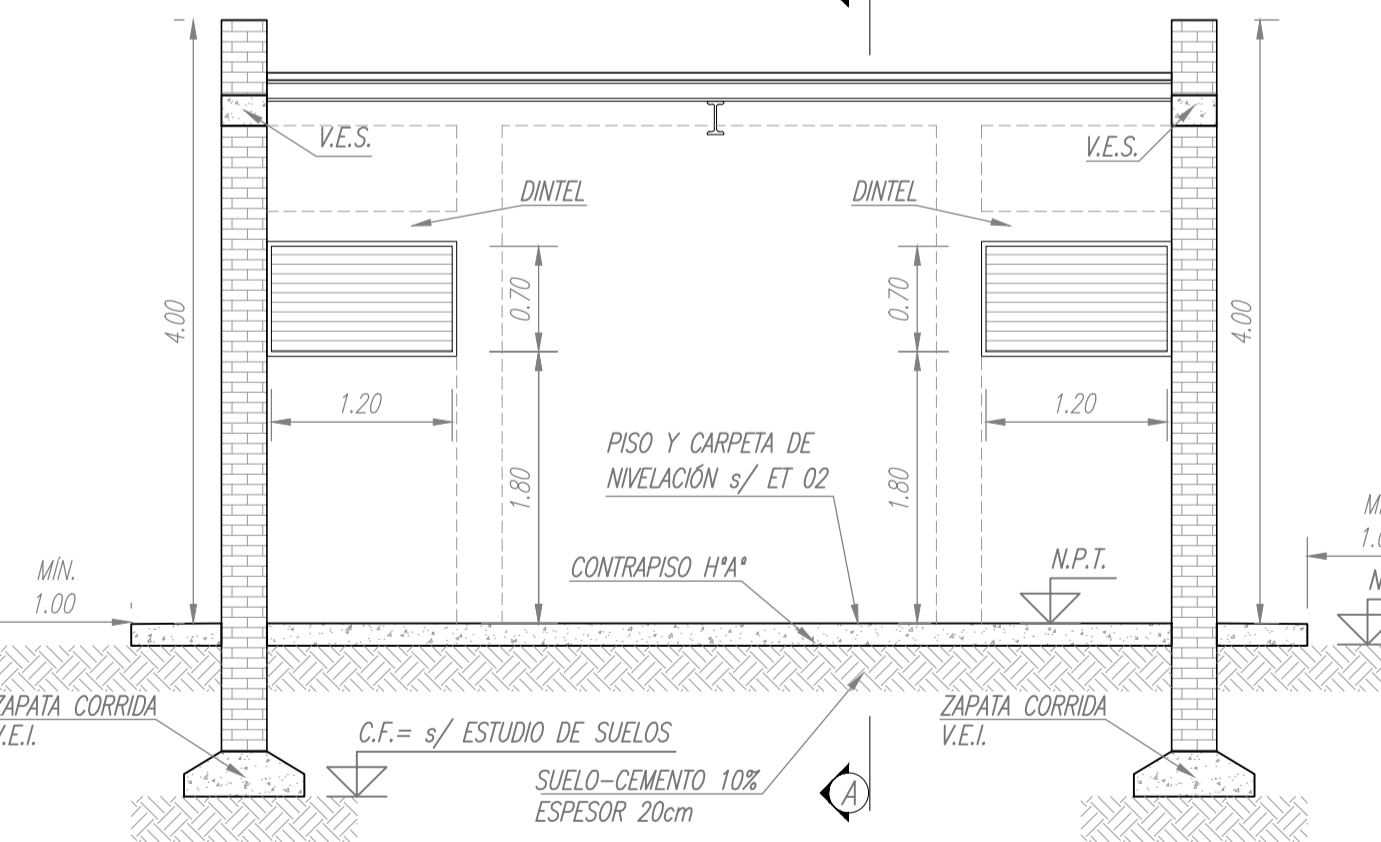 V.E.S.
V.E.S.
DINTEL
DINTEL
4.00
0.70
0.70
4.00
1.20
1.20
PISO Y CARPETA DE
NIVELACIÓN s/ ET 02
1.80
1.80
CONTRAPISO HºAº
N.P.T.
MÍN.
1.00
ZAPATA CORRIDA
V.E.I.
C.F.= s/ ESTUDIO DE SUELOS
ZAPATA CORRIDA
V.E.I.
SUELO-CEMENTO 10%
ESPESOR 20cm
A